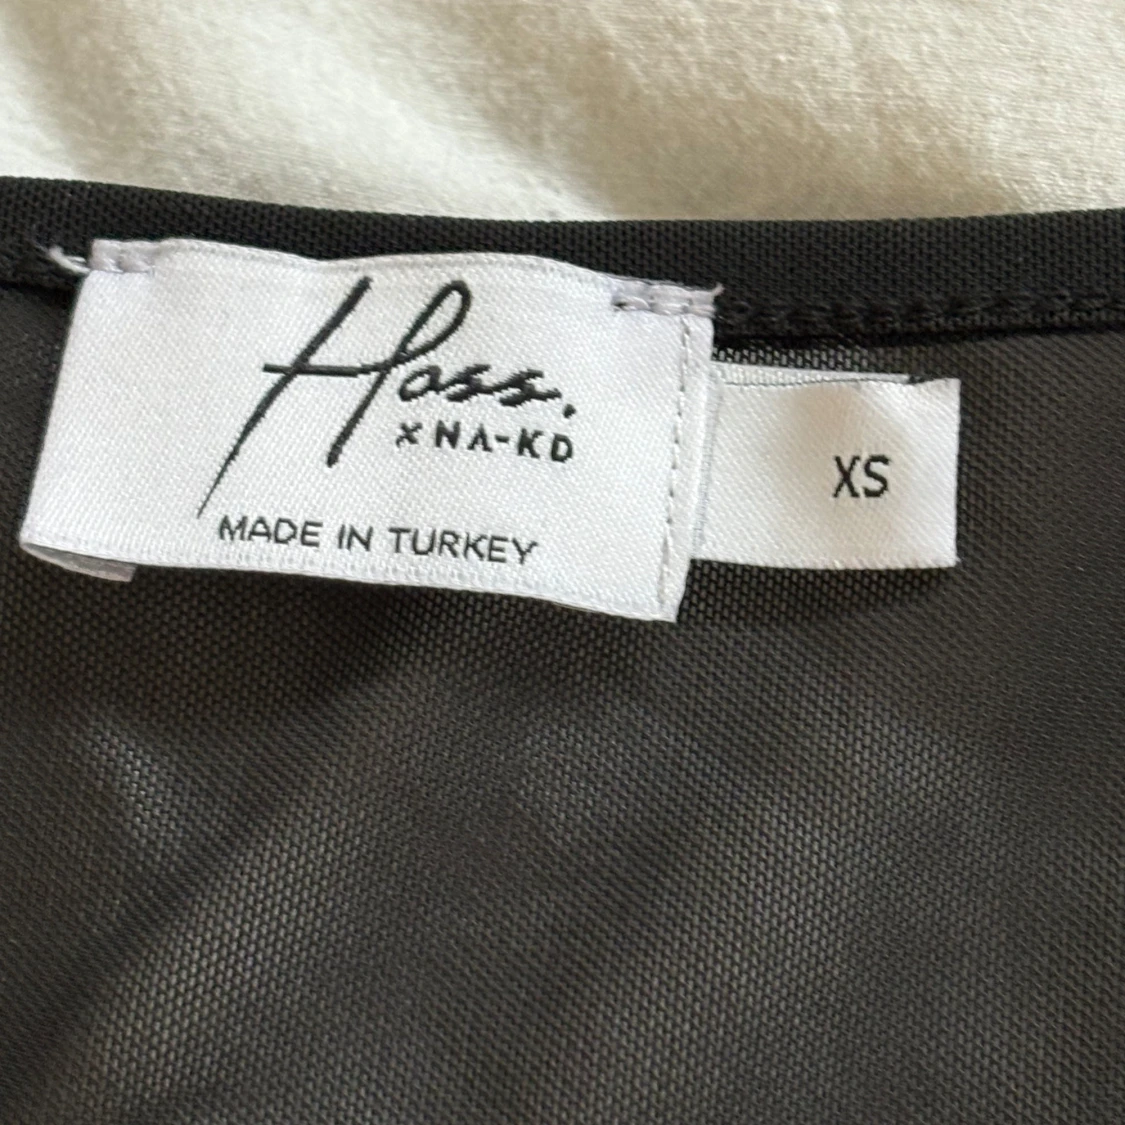 Hoss.
x NA-KD
MADE IN TURKEY
XS